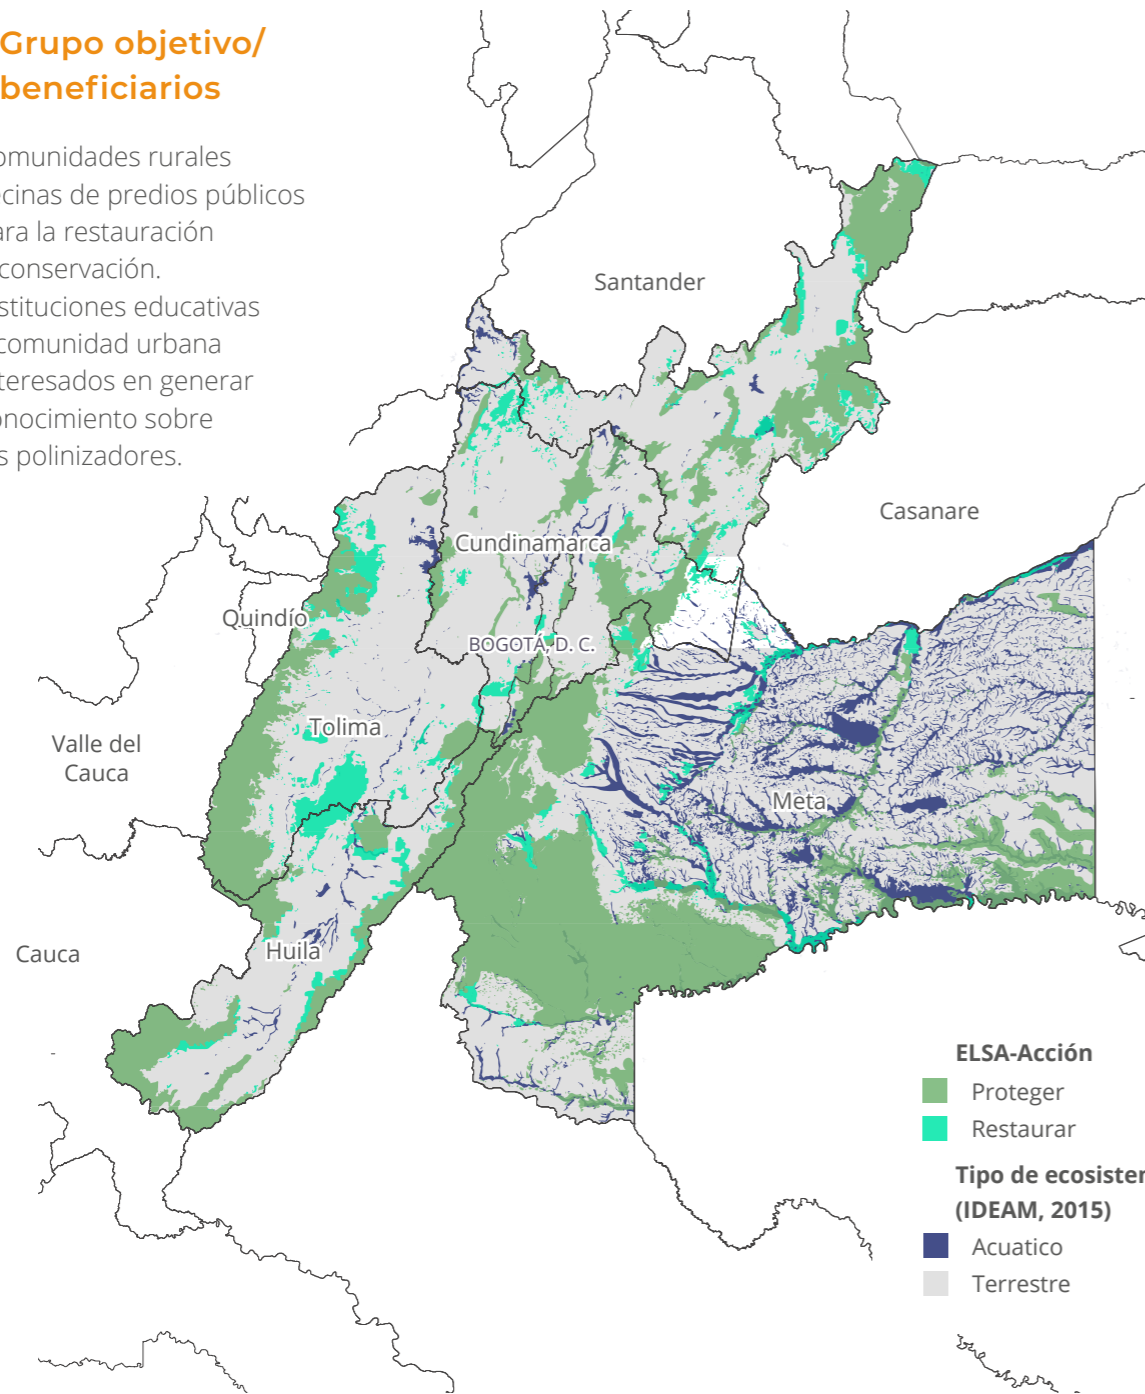 Grupo objetivo/
beneficiarios
omunidades rurales
ecinas de predios públicos
ara la restauración
conservación.
stituciones educativas
comunidad urbana
teresados en generar
onocimiento sobre
s polinizadores.
Santander
Casanare
Cundinamarca
Quindío
BOGOTÁ, D. C.
Tolima
Valle del
Cauca
Meta
Cauca
Huila
ELSA-Acción
Proteger
Restaurar
Tipo de ecosister
(IDEAM, 2015)
Acuatico
Terrestre